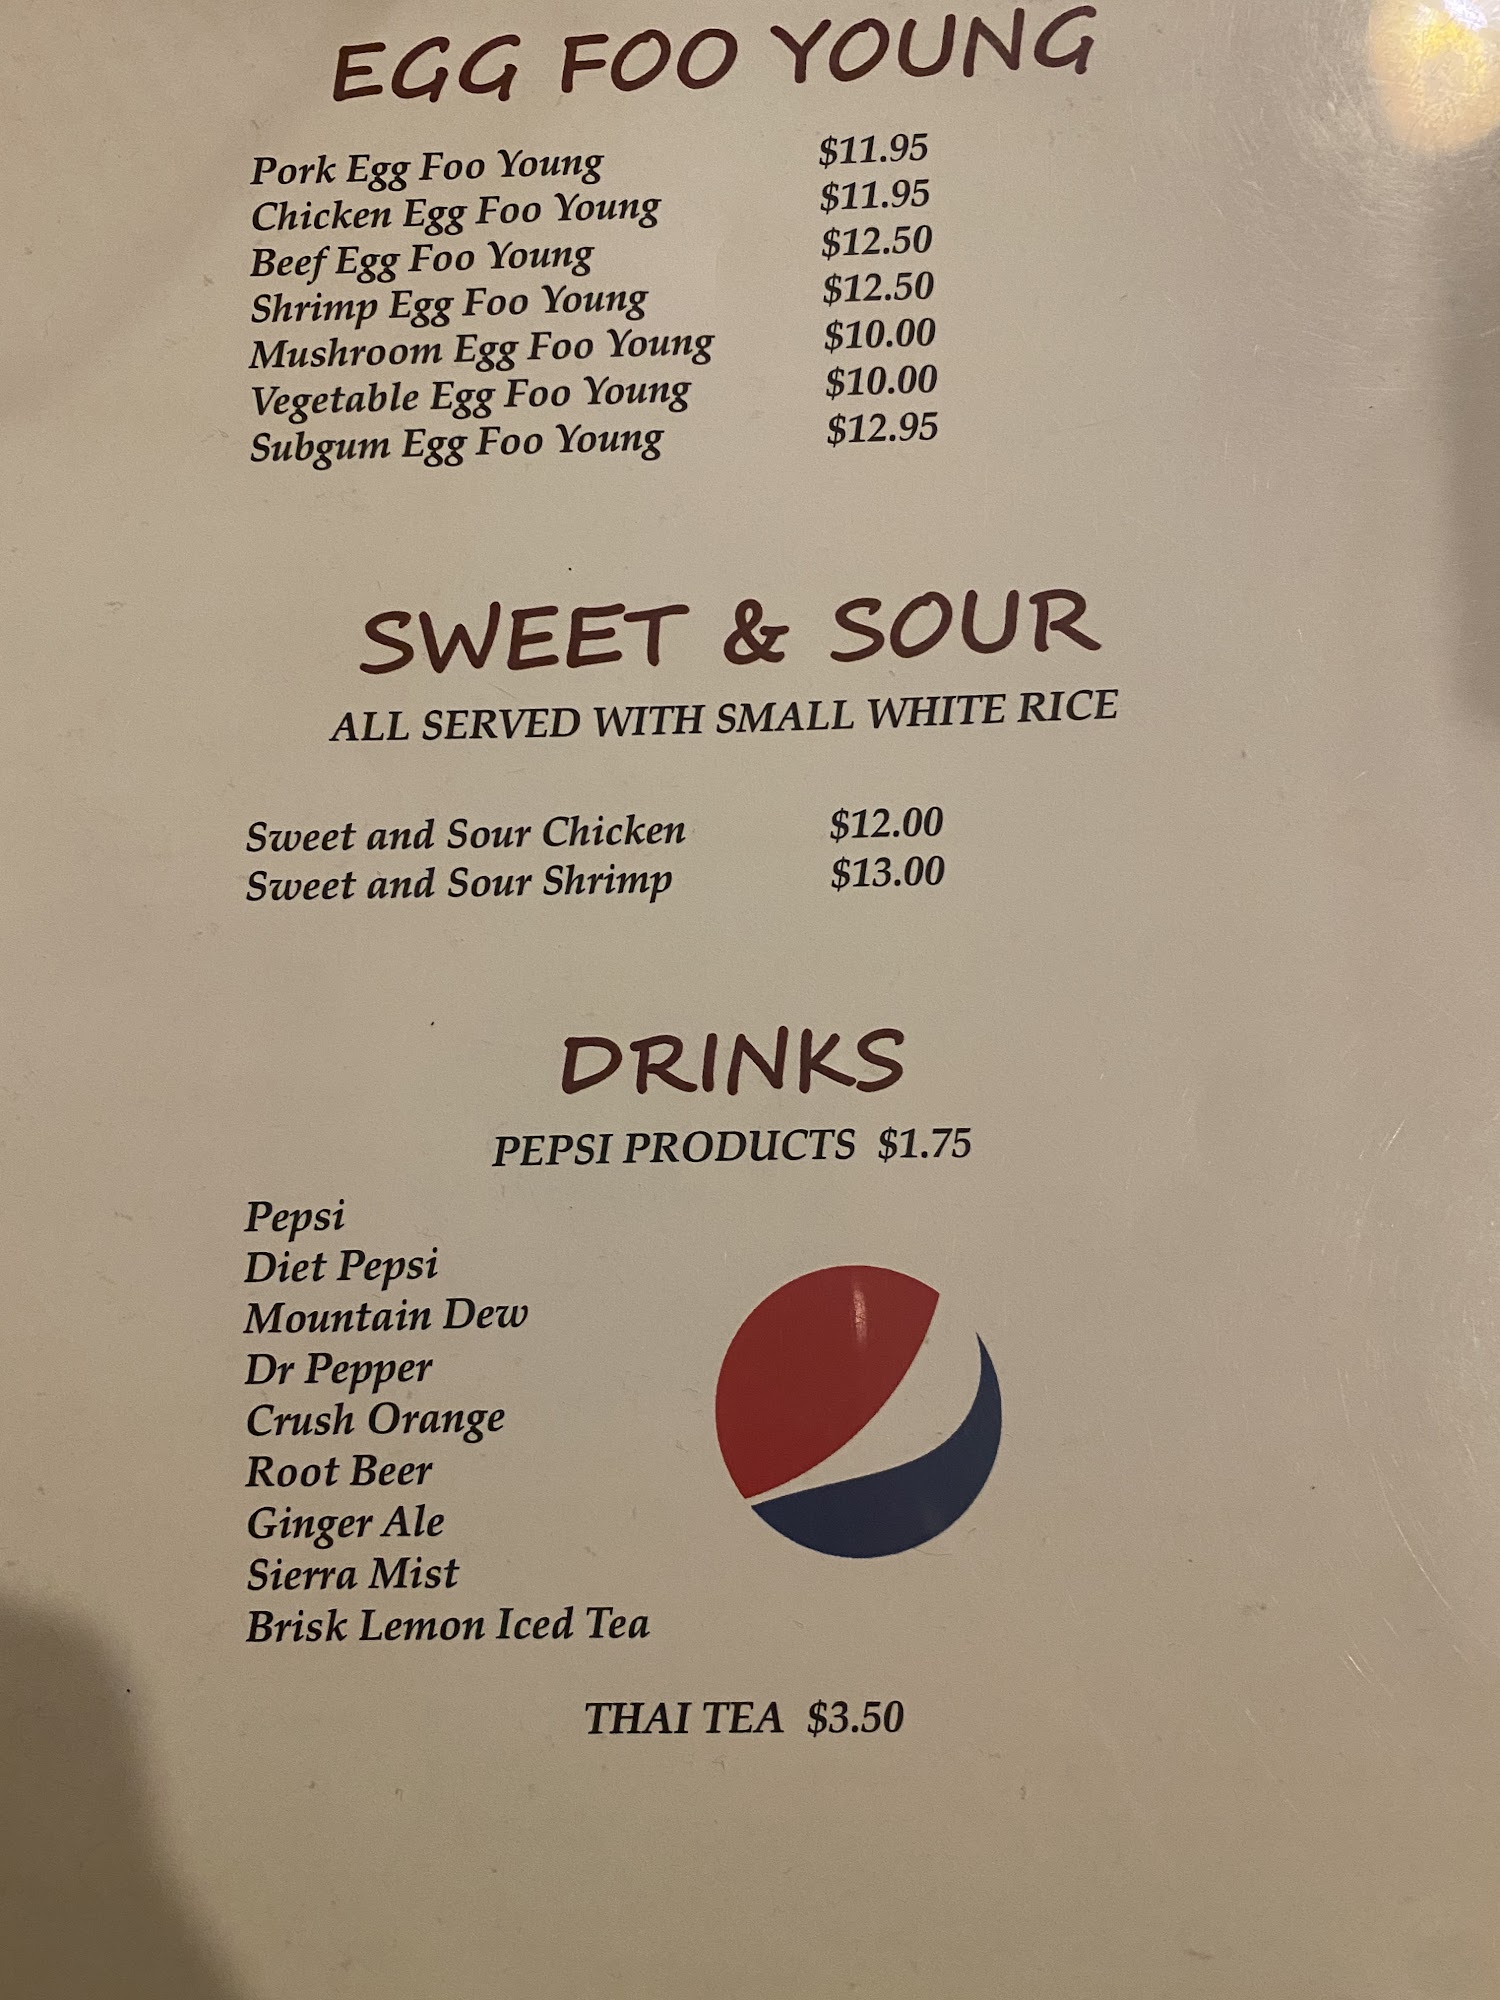 EGG FOO YOUNG
Pork Egg Foo Young $11.95
Chicken Egg Foo Young $11.95
Beef Egg Foo Young $12.50
Shrimp Egg Foo Young $12.50
Mushroom Egg Foo Young $10.00
Vegetable Egg Foo Young $10.00
Subgum Egg Foo Young $12.95
SWEET & SOUR
ALL SERVED WITH SMALL WHITE RICE
Sweet and Sour Chicken $12.00
Sweet and Sour Shrimp $13.00
DRINKS
PEPSI PRODUCTS $1.75
Pepsi
Diet Pepsi
Mountain Dew
Dr Pepper
Crush Orange
Root Beer
Ginger Ale
Sierra Mist
Brisk Lemon Iced Tea
THAI TEA $3.50